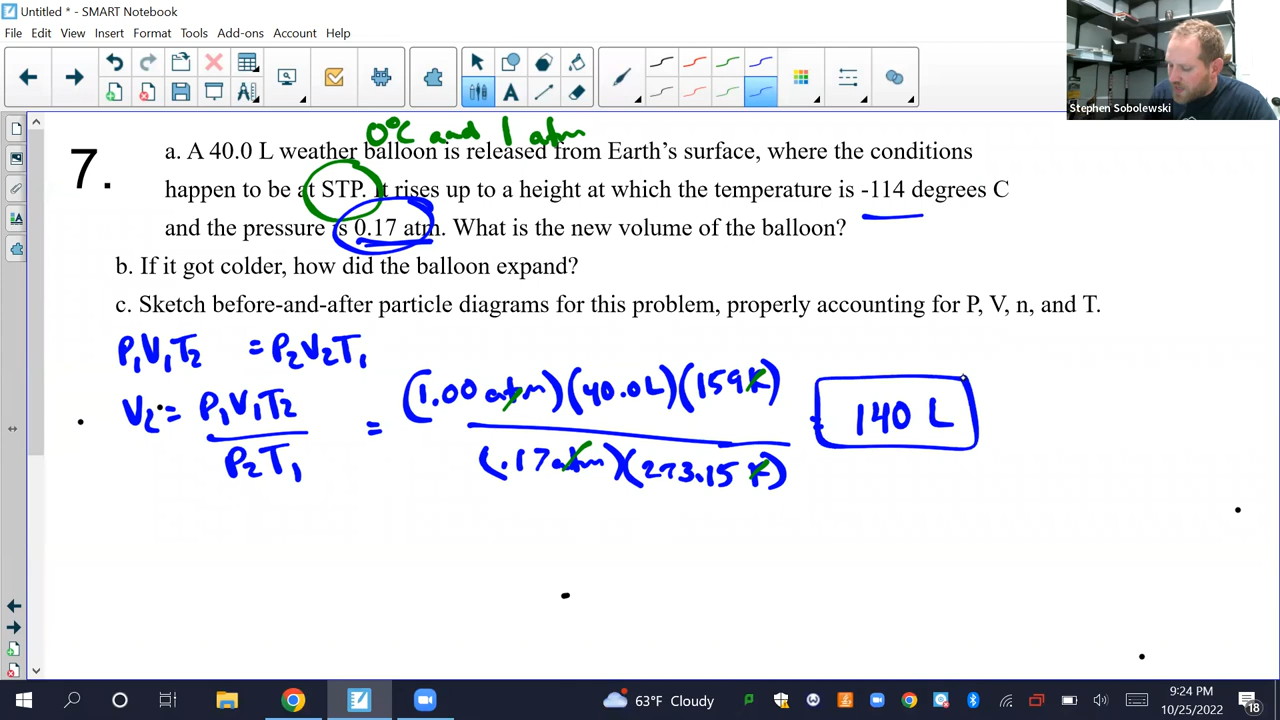 Untitled * - SMART Notebook
File Edit View Insert Format Tools Add-ons Account Help
Stephen Sobolewski
0°C and 1 atm
7. a. A 40.0 L weather balloon is released from Earth's surface, where the conditions
happen to be at STP. It rises up to a height at which the temperature is -114 degrees C
and the pressure is 0.17 atm. What is the new volume of the balloon?
b. If it got colder, how did the balloon expand?
c. Sketch before-and-after particle diagrams for this problem, properly accounting for P, V, n, and T.
P₁V₁T₂ = P₂V₂T₁
V₂ = P₁V₁T₂ / P₂T₁ = (1.00 atm)(40.0L)(159K) / (.17atm)(273.15K) = 140 L
63°F Cloudy
9:24 PM
10/25/2022
18